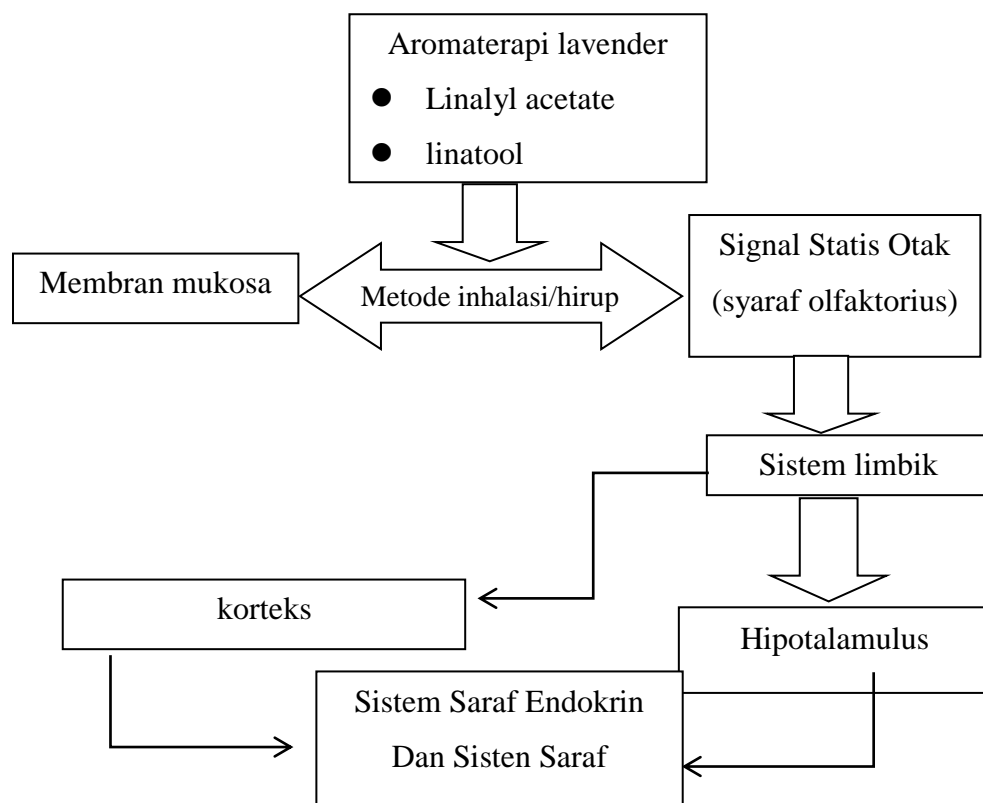 Aromaterapi lavender
● Linalyl acetate
● linatool
Membran mukosa
Metode inhalasi/hirup
Signal Statis Otak
(syaraf olfaktorius)
Sistem limbik
korteks
Hipotalamulus
Sistem Saraf Endokrin
Dan Sisten Saraf